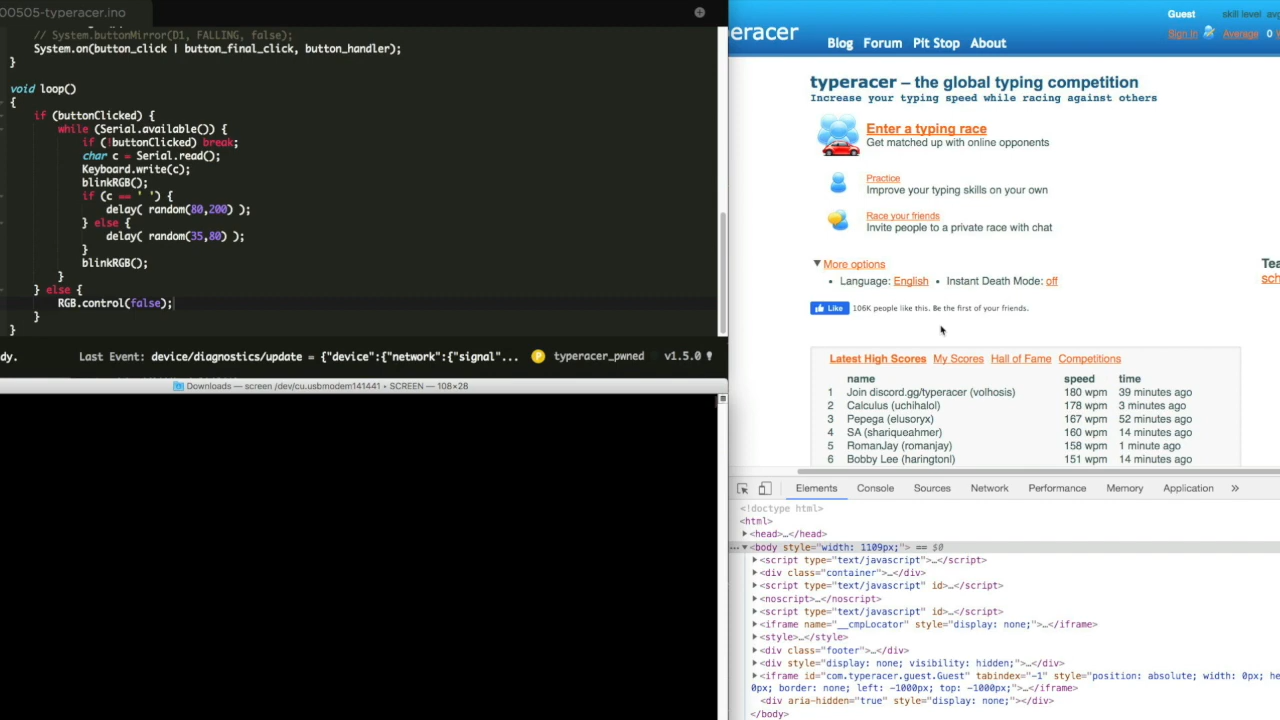 00505-typeracer.ino
// System.buttonMirror(D1, FALLING, false);
System.on(button_click | button_final_click, button_handler);
}
void loop()
{
if (buttonClicked) {
while (Serial.available()) {
if (!buttonClicked) break;
char c = Serial.read();
Keyboard.write(c);
blinkRGB();
if (c == ' ') {
delay( random(80,200) );
} else {
delay( random(35,80) );
}
blinkRGB();
}
} else {
RGB.control(false);
}
}
dy. Last Event: device/diagnostics/update = {"device":{"network":{"signal"... typeracer_pwned v1.5.0
Downloads — screen /dev/cu.usbmodem141441 • SCREEN — 108×28
Guest skill level avg
Sign in Average 0
eracer
Blog Forum Pit Stop About
typeracer – the global typing competition
Increase your typing speed while racing against others
Enter a typing race
Get matched up with online opponents
Practice
Improve your typing skills on your own
Race your friends
Invite people to a private race with chat
More options
• Language: English • Instant Death Mode: off
Like 106K people like this. Be the first of your friends.
Tea
sch
Latest High Scores My Scores Hall of Fame Competitions
name speed time
1 Join discord.gg/typeracer (volhosis) 180 wpm 39 minutes ago
2 Calculus (uchihalol) 178 wpm 3 minutes ago
3 Pepega (elusoryx) 167 wpm 52 minutes ago
4 SA (shariqueahmer) 160 wpm 14 minutes ago
5 RomanJay (romanjay) 158 wpm 1 minute ago
6 Bobby Lee (haringtonl) 151 wpm 14 minutes ago
Elements Console Sources Network Performance Memory Application »
<!doctype html>
<html>
<head>…</head>
<body style="width: 1109px;"> == $0
<script type="text/javascript">…</script>
<div class="container">…</div>
<script type="text/javascript" id>…</script>
<noscript>…</noscript>
<script type="text/javascript" id>…</script>
<iframe name="__cmpLocator" style="display: none;">…</iframe>
<style>…</style>
<div class="footer">…</div>
<div style="display: none; visibility: hidden;">…</div>
<iframe id="com.typeracer.guest.Guest" tabindex="-1" style="position: absolute; width: 0px; he
0px; border: none; left: -1000px; top: -1000px;">…</iframe>
<div aria-hidden="true" style="display: none;">…</div>
</body>